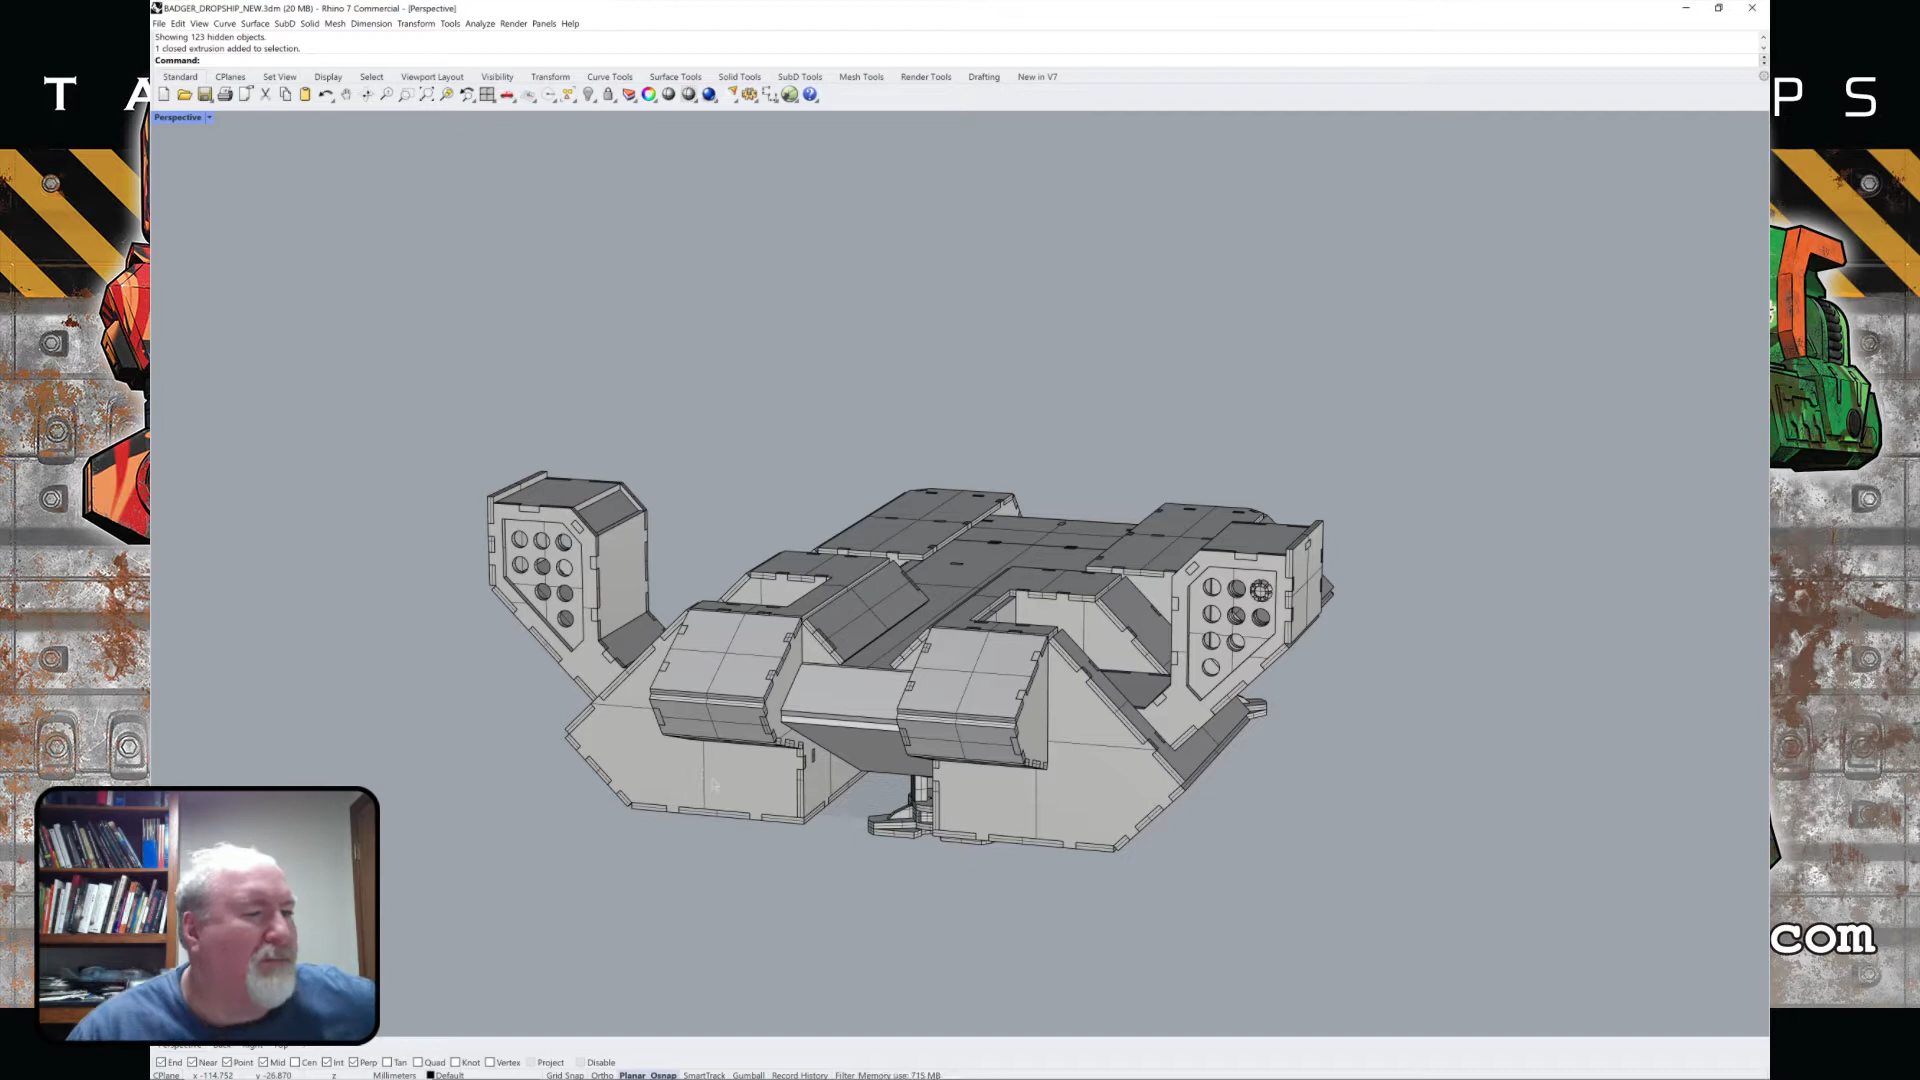 BADGER_DROPSHIP_NEW.3dm (20 MB) - Rhino 7 Commercial - [Perspective]
File Edit View Curve Surface SubD Solid Mesh Dimension Transform Tools Analyze Render Panels Help
Showing 123 hidden objects.
1 closed extrusion added to selection.
Command:
Standard CPlanes Set View Display Select Viewport Layout Visibility Transform Curve Tools Surface Tools Solid Tools SubD Tools Mesh Tools Render Tools Drafting New in V7
T A P S
Perspective
com
End Near Point Mid Cen Int Perp Tan Quad Knot Vertex Project Disable
CPlane x -114.752 y -26.870 z Millimeters Default Grid Snap Ortho Planar Osnap SmartTrack Gumball Record History Filter Memory use: 715 MB